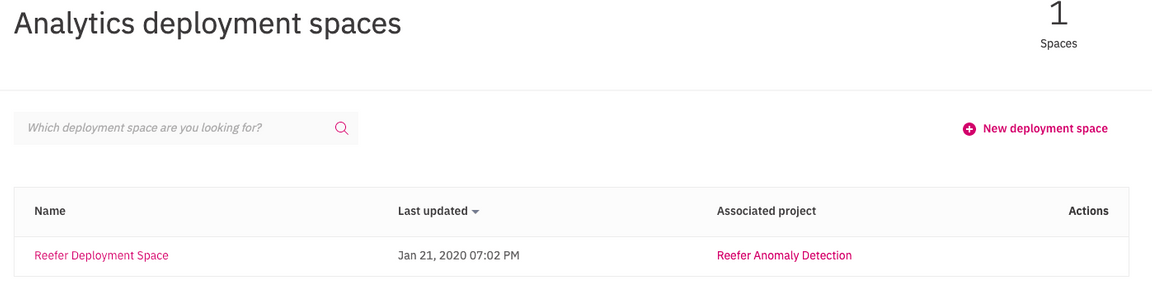 Analytics deployment spaces
1
Spaces
Which deployment space are you looking for?
New deployment space
Name Last updated Associated project Actions
Reefer Deployment Space Jan 21, 2020 07:02 PM Reefer Anomaly Detection